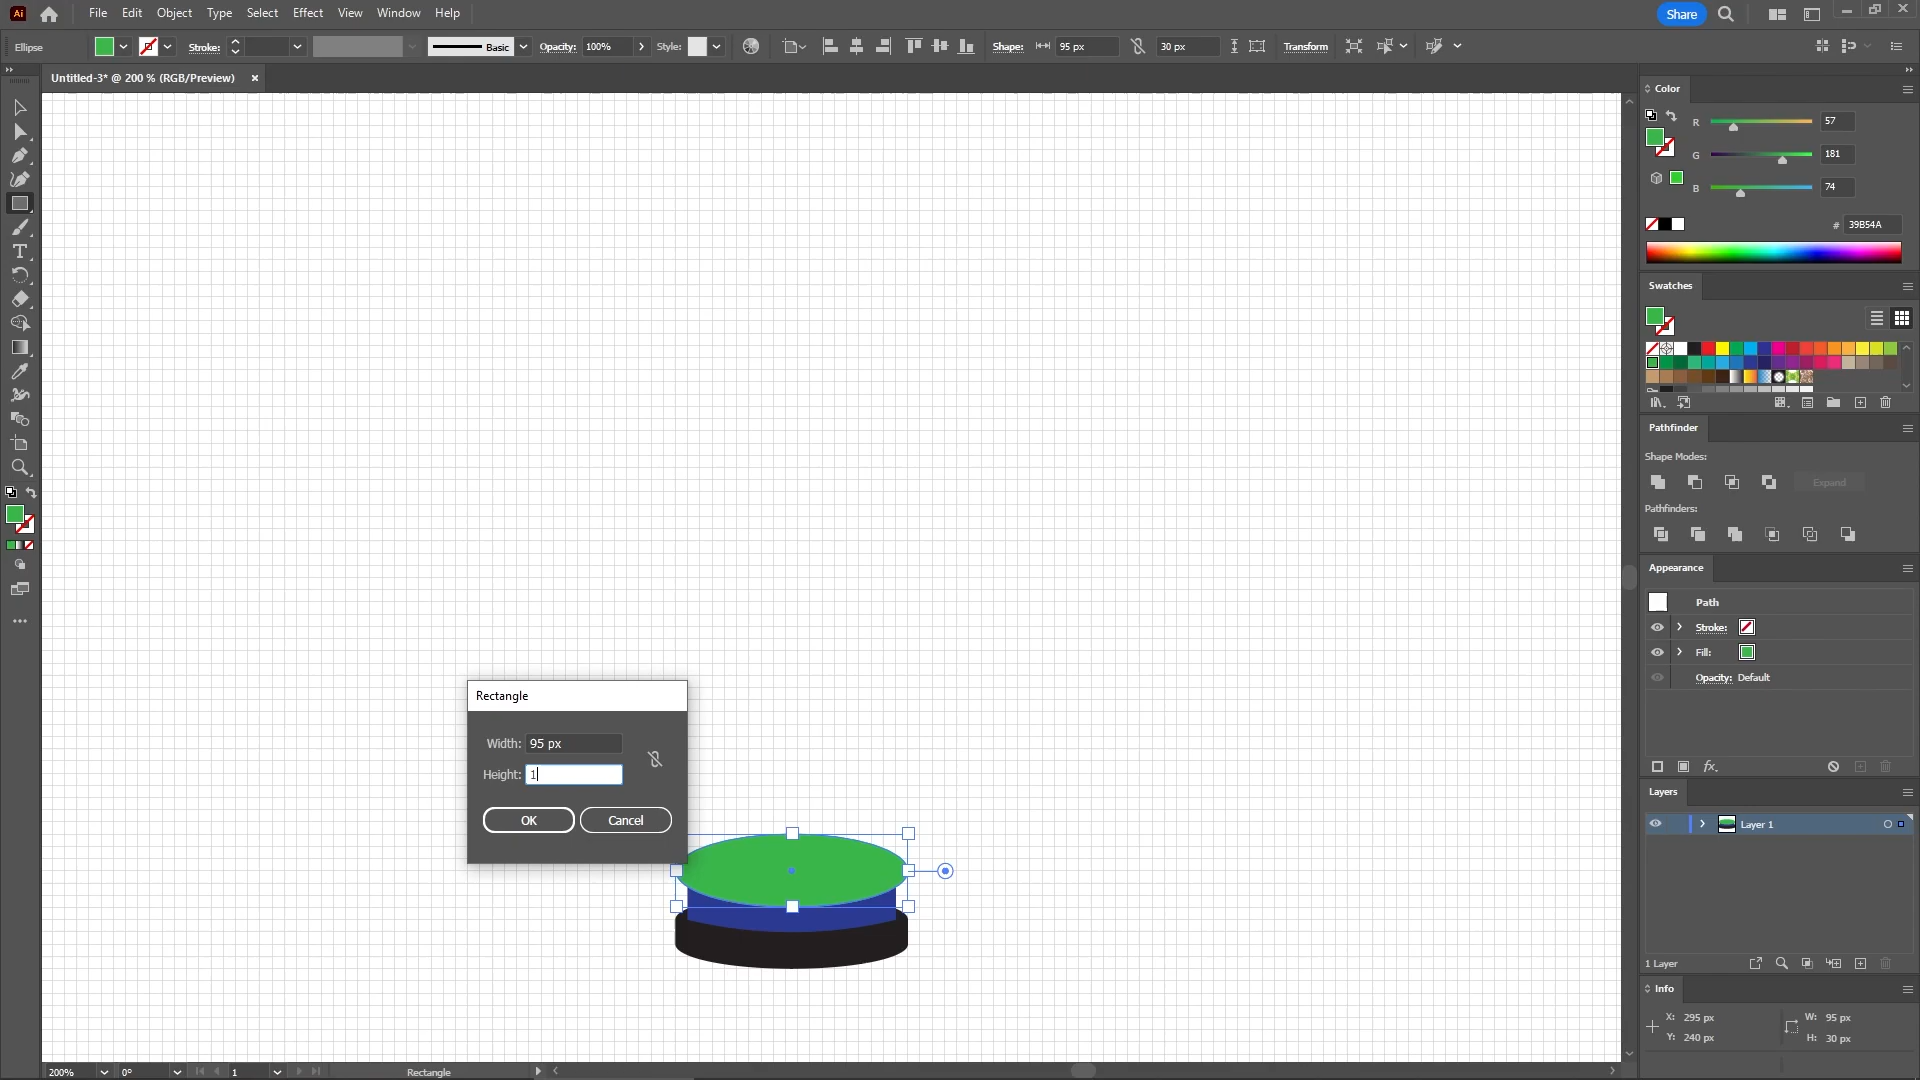 Ai File Edit Object Type Select Effect View Window Help Share
Ellipse Stroke: Basic Opacity: 100% Style: Shape: 95 px 30 px Transform
Untitled-3* @ 200 % (RGB/Preview)
Color
R 57
G 181
B 74
# 39B54A
Swatches
Pathfinder
Shape Modes:
Expand
Pathfinders:
Appearance
Path
Stroke:
Fill:
Opacity: Default
fx
Rectangle
Width: 95 px
Height: 1
OK Cancel
Layers
Layer 1
1 Layer
Info
X: 295 px W: 95 px
Y: 240 px H: 30 px
200% 0° 1 Rectangle